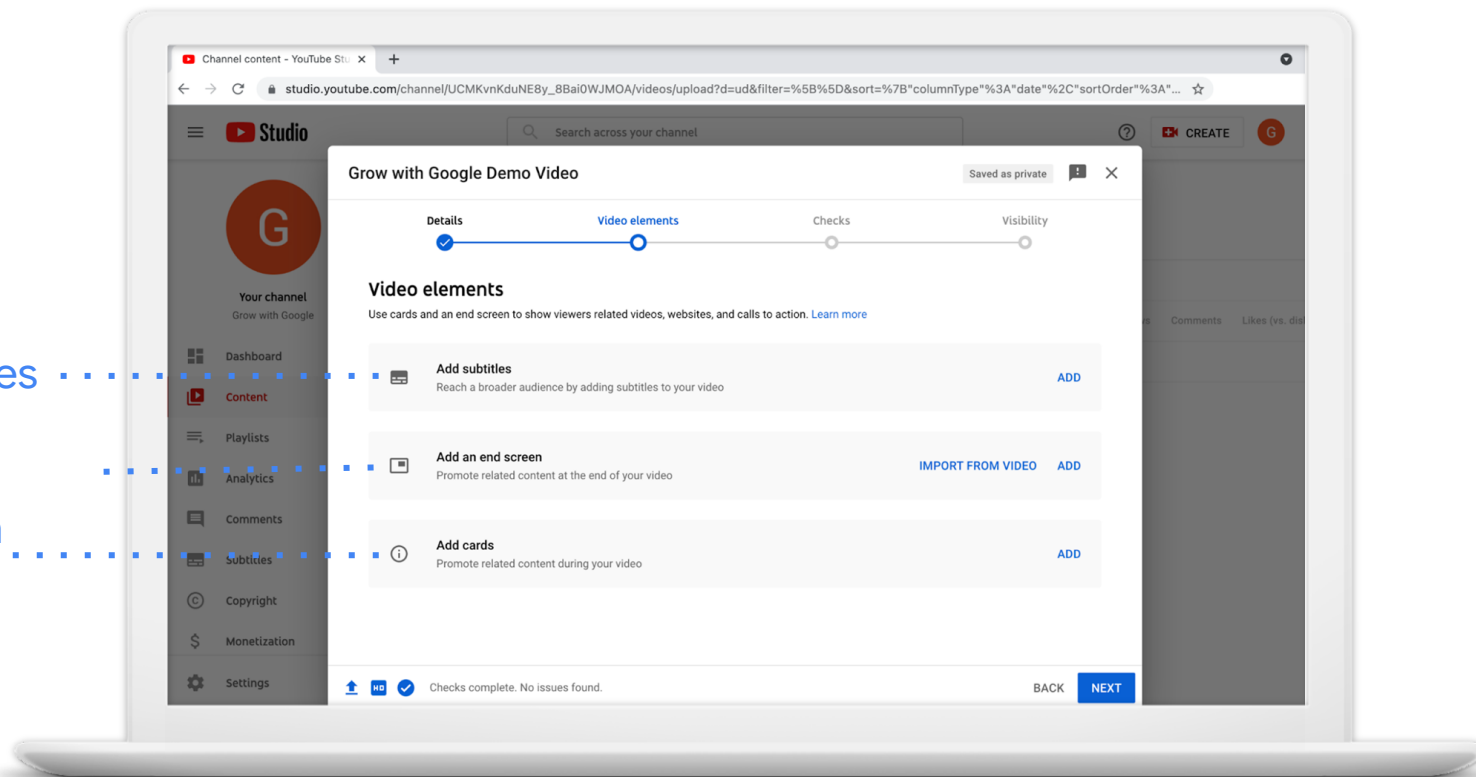 Channel content - YouTube Stu
studio.youtube.com/channel/UCMKvnKduNE8y_8Bai0WJMOA/videos/upload?d=ud&filter=%5B%5D&sort=%7B"columnType"%3A"date"%2C"sortOrder"%3A"...
Studio
Search across your channel
CREATE
G
Grow with Google Demo Video
Saved as private
G
Your channel
Grow with Google
Dashboard
Content
Playlists
Analytics
Comments
Subtitles
Copyright
Monetization
Settings
Details
Video elements
Checks
Visibility
Video elements
Use cards and an end screen to show viewers related videos, websites, and calls to action. Learn more
Add subtitles
Reach a broader audience by adding subtitles to your video
ADD
Add an end screen
Promote related content at the end of your video
IMPORT FROM VIDEO ADD
Add cards
Promote related content during your video
ADD
HD
Checks complete. No issues found.
BACK
NEXT
Comments
Likes (vs. disl
es